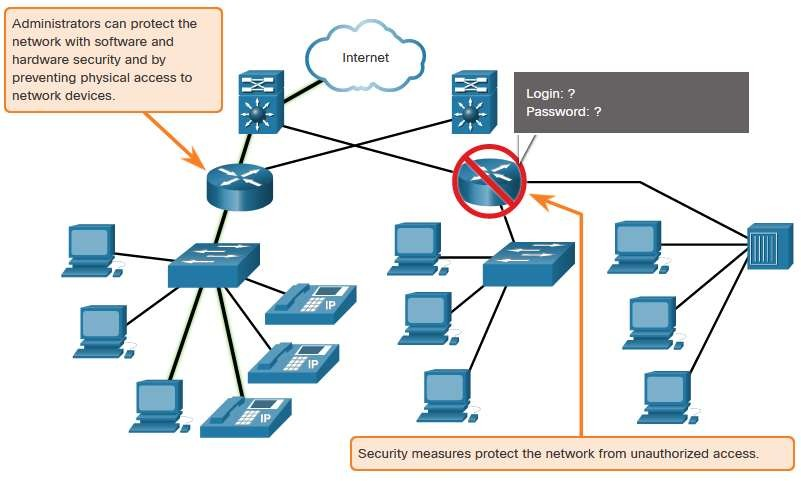 Administrators can protect the
network with software and
hardware security and by
preventing physical access to
network devices.
Internet
Login: ?
Password: ?
IP
IP
IP
Security measures protect the network from unauthorized access.